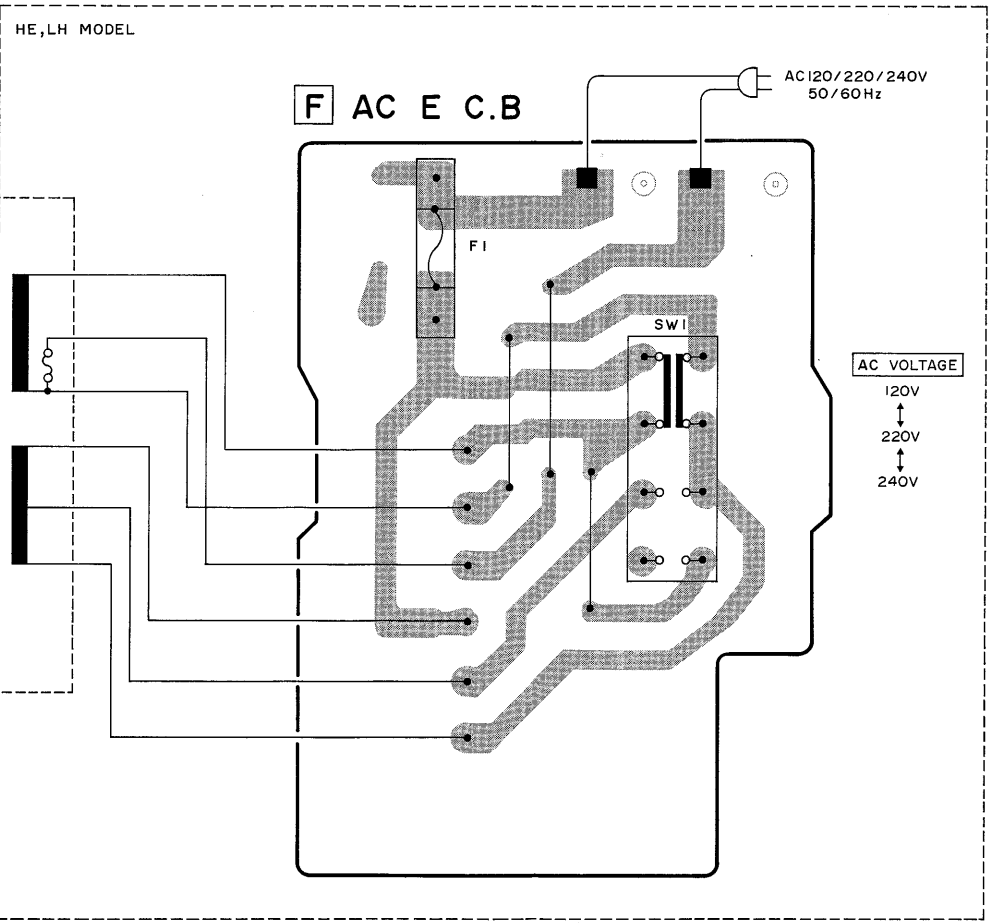 HE,LH MODEL
AC120/220/240V
50/60Hz
F AC E C.B
F1
SW1
AC VOLTAGE
120V
220V
240V